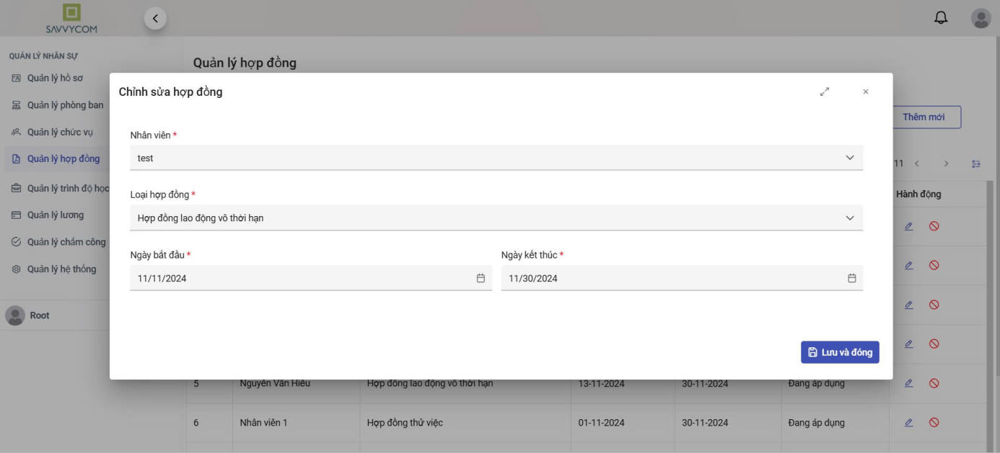 SAVVYCOM
QUẢN LÝ NHÂN SỰ
Quản lý hồ sơ
Quản lý phòng ban
Quản lý chức vụ
Quản lý hợp đồng
Quản lý trình độ học
Quản lý lương
Quản lý chấm công
Quản lý hệ thống
Root
Quản lý hợp đồng
Thêm mới
11
Hành động
Chỉnh sửa hợp đồng
Nhân viên *
test
Loại hợp đồng *
Hợp đồng lao động vô thời hạn
Ngày bắt đầu * Ngày kết thúc *
11/11/2024 11/30/2024
Lưu và đóng
5 Nguyễn Văn Hiếu Hợp đồng lao động vô thời hạn 13-11-2024 30-11-2024 Đang áp dụng
6 Nhân viên 1 Hợp đồng thử việc 01-11-2024 30-11-2024 Đang áp dụng